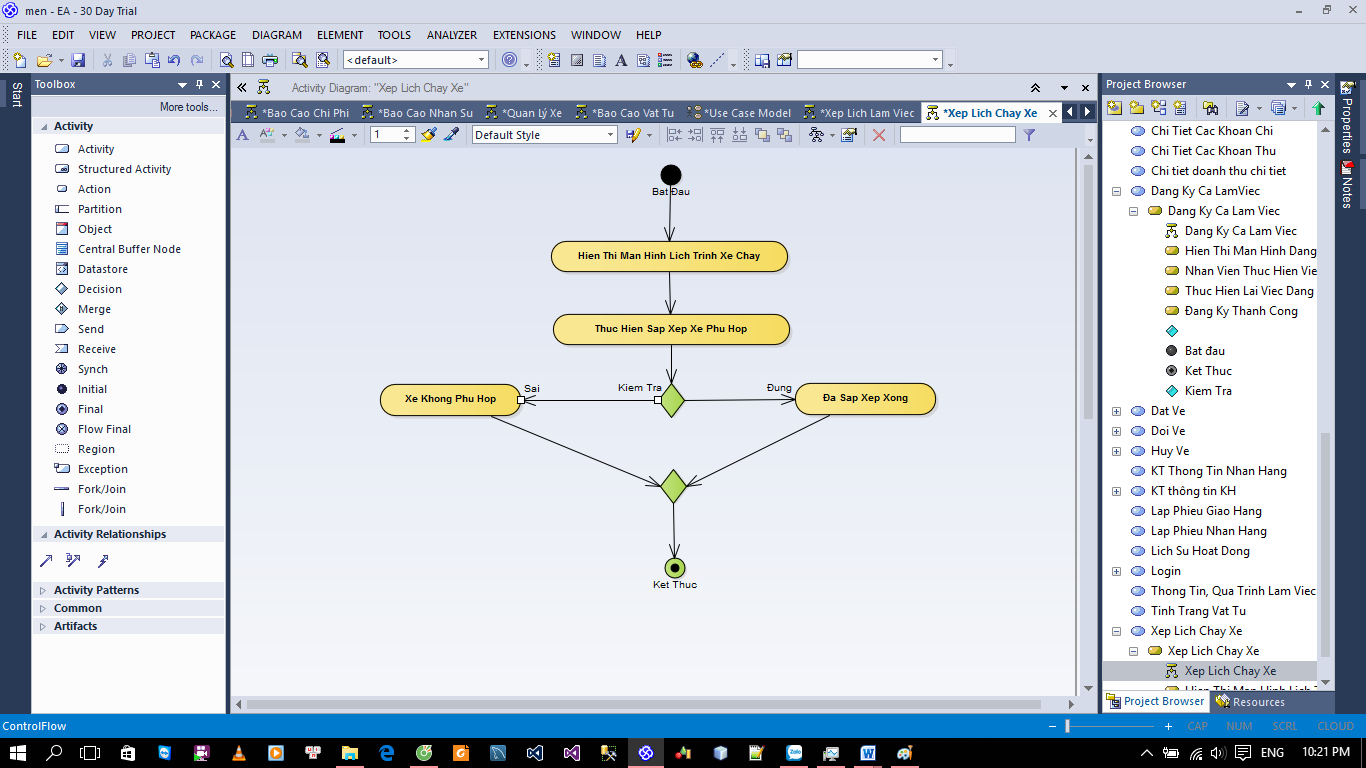 men - EA - 30 Day Trial
FILE EDIT VIEW PROJECT PACKAGE DIAGRAM ELEMENT TOOLS ANALYZER EXTENSIONS WINDOW HELP
<default>
Start
Toolbox
More tools...
Activity
Activity
Structured Activity
Action
Partition
Object
Central Buffer Node
Datastore
Decision
Merge
Send
Receive
Synch
Initial
Final
Flow Final
Region
Exception
Fork/Join
Fork/Join
Activity Relationships
Activity Patterns
Common
Artifacts
Activity Diagram: "Xep Lich Chay Xe"
*Bao Cao Chi Phi *Bao Cao Nhan Su *Quan Lý Xe *Bao Cao Vat Tu *Use Case Model *Xep Lich Lam Viec *Xep Lich Chay Xe
1 Default Style
Bat Đau
Hien Thi Man Hinh Lich Trinh Xe Chay
Thuc Hien Sap Xep Xe Phu Hop
Sai Kiem Tra Đung
Xe Khong Phu Hop Đa Sap Xep Xong
Ket Thuc
Project Browser
Chi Tiet Cac Khoan Chi
Chi Tiet Cac Khoan Thu
Chi tiet doanh thu chi tiet
Dang Ky Ca LamViec
Dang Ky Ca Lam Viec
Dang Ky Ca Lam Viec
Hien Thi Man Hinh Dang
Nhan Vien Thuc Hien Vie
Thuc Hien Lai Viec Dang
Đang Ky Thanh Cong
Bat đau
Ket Thuc
Kiem Tra
Dat Ve
Doi Ve
Huy Ve
KT Thong Tin Nhan Hang
KT thông tin KH
Lap Phieu Giao Hang
Lap Phieu Nhan Hang
Lich Su Hoat Dong
Login
Thong Tin, Qua Trinh Lam Viec
Tinh Trang Vat Tu
Xep Lich Chay Xe
Xep Lich Chay Xe
Xep Lich Chay Xe
Project Browser Resources
Properties
Notes
ControlFlow
CAP NUM SCRL CLOUD
ENG 10:21 PM